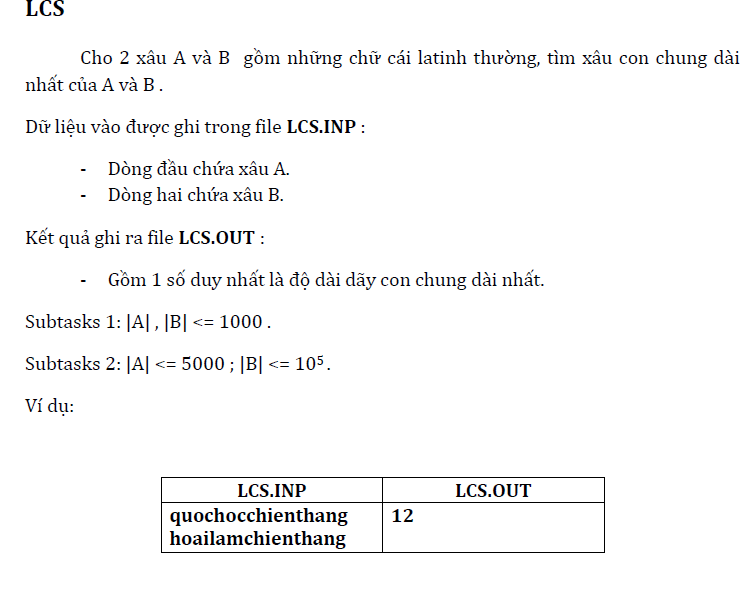 LCS
Cho 2 xâu A và B gồm những chữ cái latinh thường, tìm xâu con chung dài
nhất của A và B .
Dữ liệu vào được ghi trong file LCS.INP :
- Dòng đầu chứa xâu A.
- Dòng hai chứa xâu B.
Kết quả ghi ra file LCS.OUT :
- Gồm 1 số duy nhất là độ dài dãy con chung dài nhất.
Subtasks 1: |A| , |B| <= 1000 .
Subtasks 2: |A| <= 5000 ; |B| <= 10⁵ .
Ví dụ:
LCS.INP LCS.OUT
quochocchienthang 12
hoailamchienthang